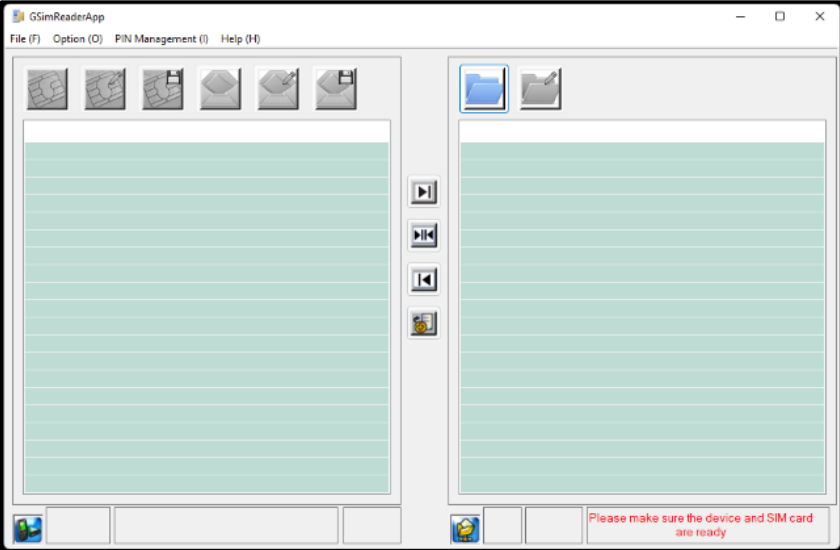 GSimReaderApp
File (F) Option (O) PIN Management (I) Help (H)
Please make sure the device and SIM card
are ready